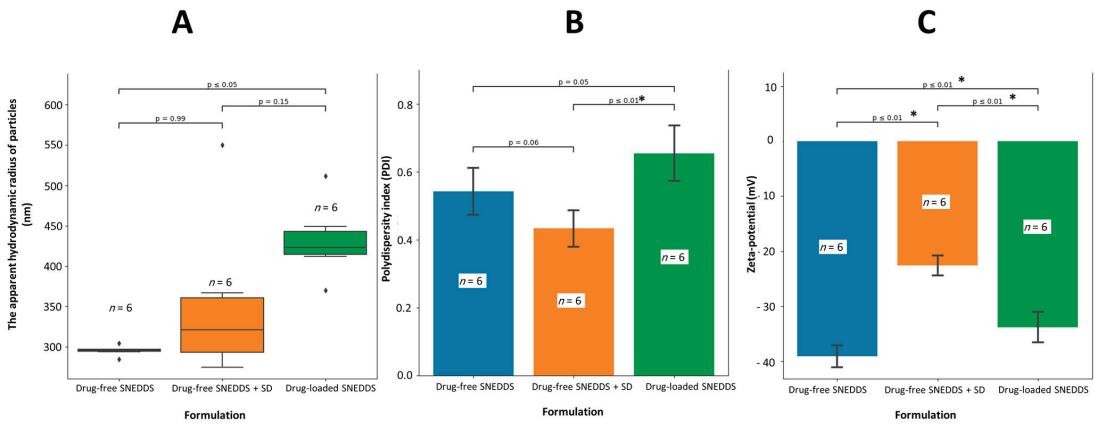 A
B
C
The apparent hydrodynamic radius of particles
(nm)
600
550
500
450
400
350
300
p ≤ 0.05
p = 0.15
p = 0.99
n = 6
n = 6
n = 6
Drug-free SNEDDS
Drug-free SNEDDS + SD
Drug-loaded SNEDDS
Formulation
Polydispersity index (PDI)
0.8
0.6
0.4
0.2
0.0
p = 0.05
p ≤ 0.01*
p = 0.06
n = 6
n = 6
n = 6
Drug-free SNEDDS
Drug-free SNEDDS + SD
Drug-loaded SNEDDS
Formulation
Zeta-potential (mV)
10
0
- 10
- 20
- 30
- 40
p ≤ 0.01 *
p ≤ 0.01 *
p ≤ 0.01 *
n = 6
n = 6
n = 6
Drug-free SNEDDS
Drug-free SNEDDS + SD
Drug-loaded SNEDDS
Formulation